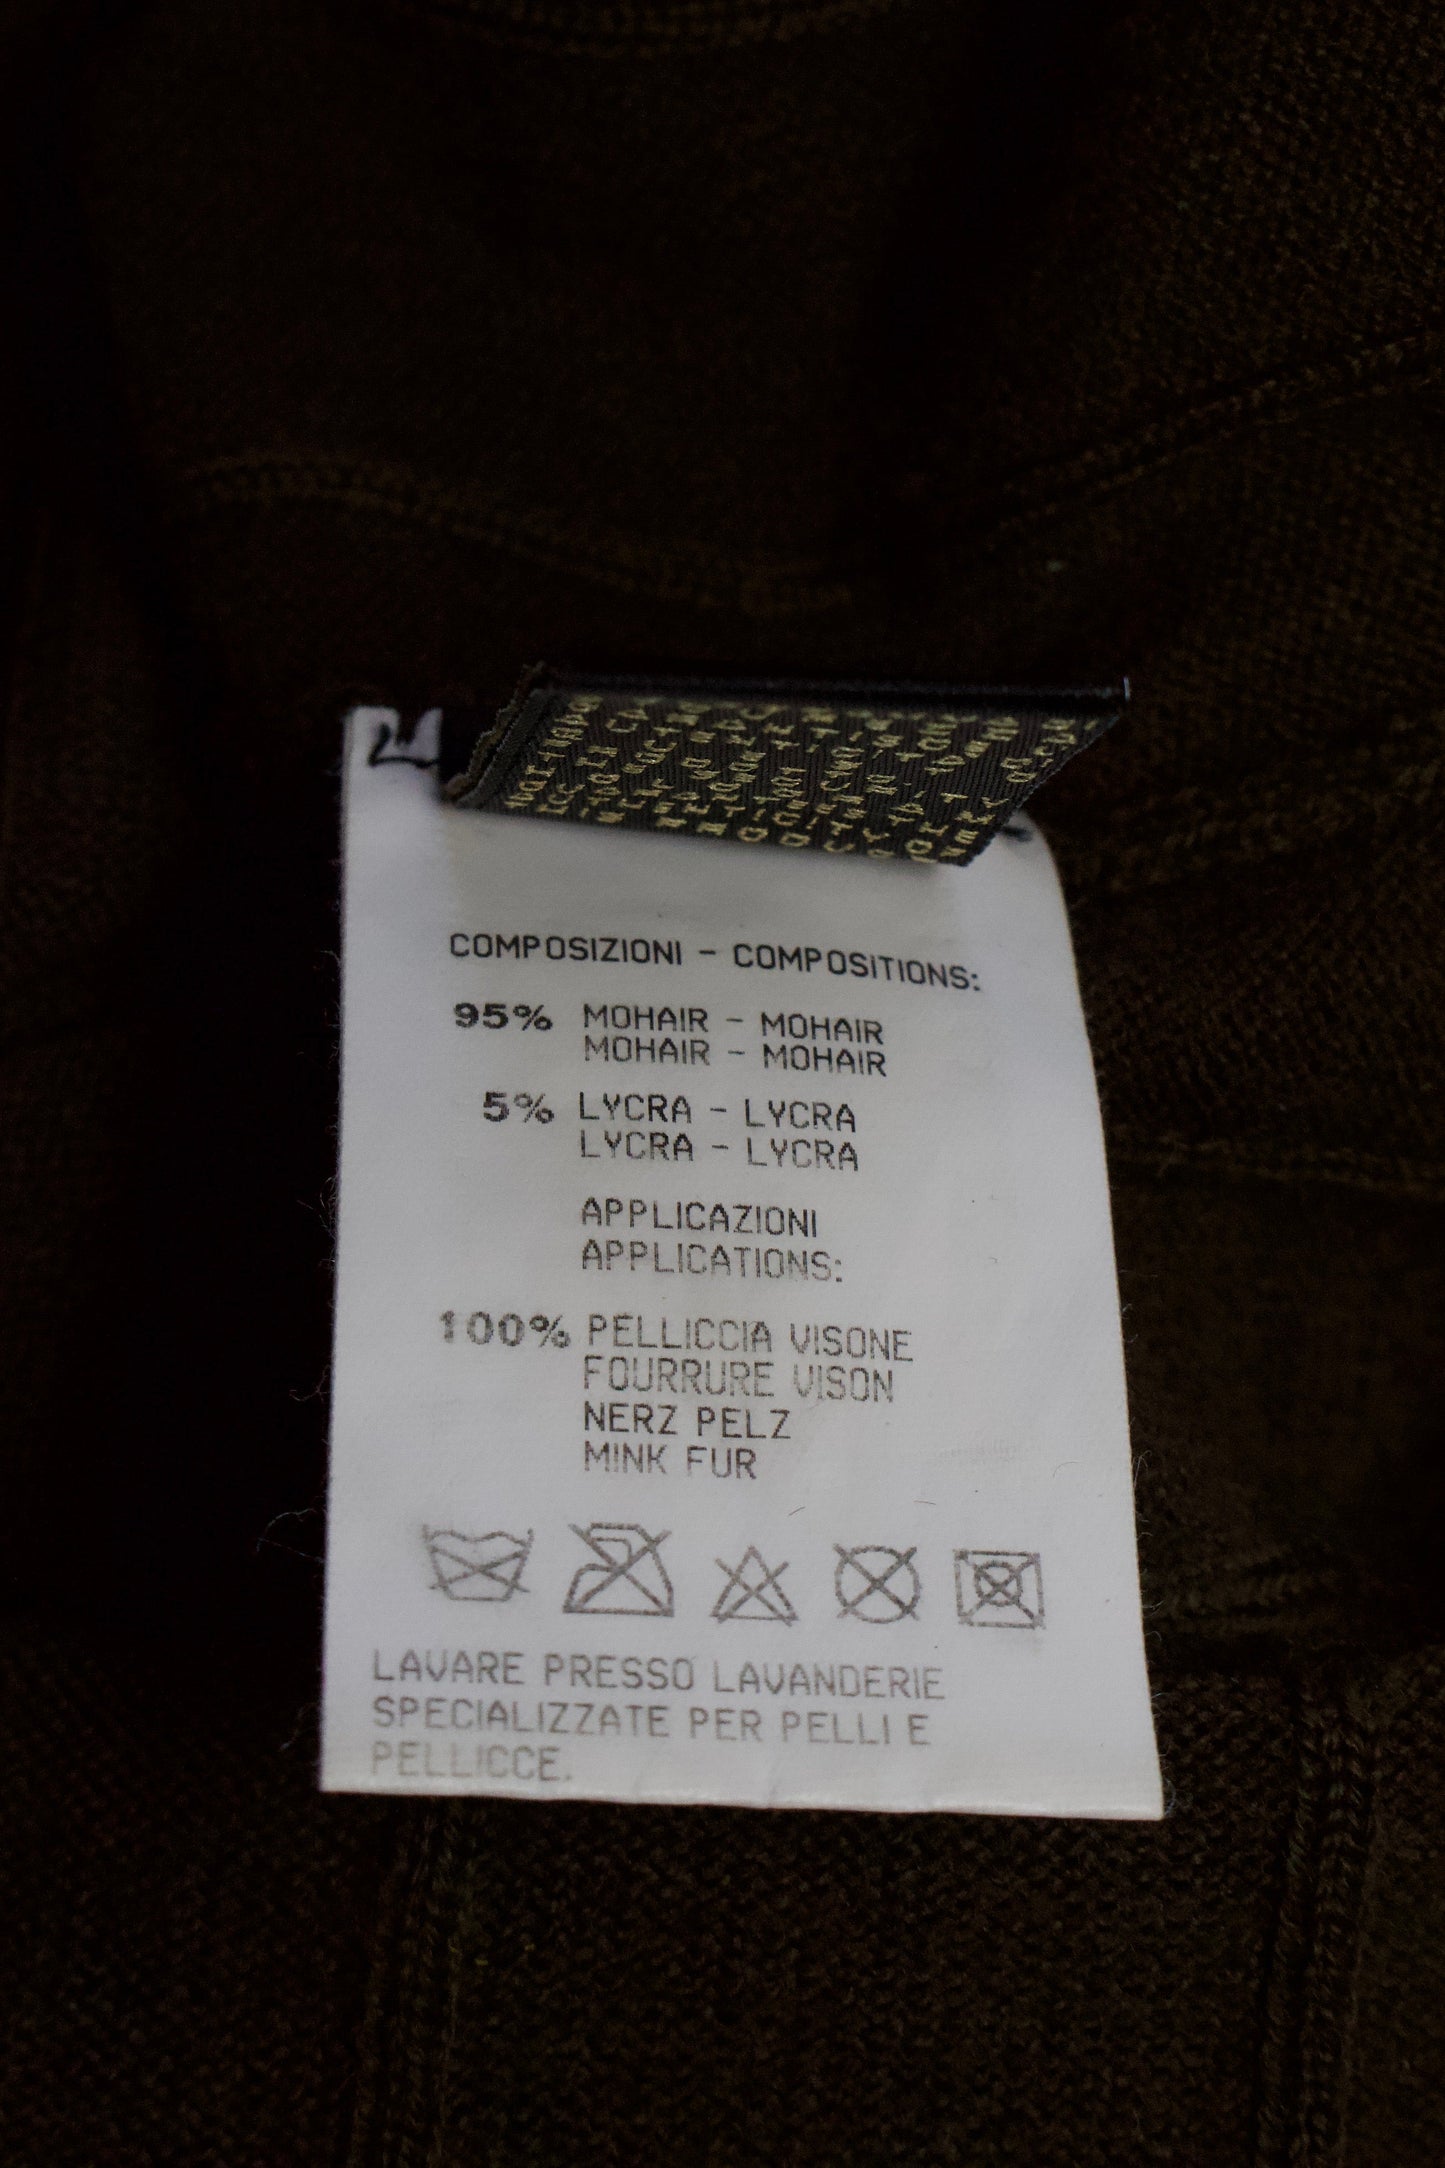 COMPOSIZIONI - COMPOSITIONS:
95% MOHAIR - MOHAIR
MOHAIR - MOHAIR
5% LYCRA - LYCRA
LYCRA - LYCRA
APPLICAZIONI
APPLICATIONS:
100% PELLICCIA VISONE
FOURRURE VISON
NERZ PELZ
MINK FUR
LAVARE PRESSO LAVANDERIE
SPECIALIZZATE PER PELLI E
PELLICCE.